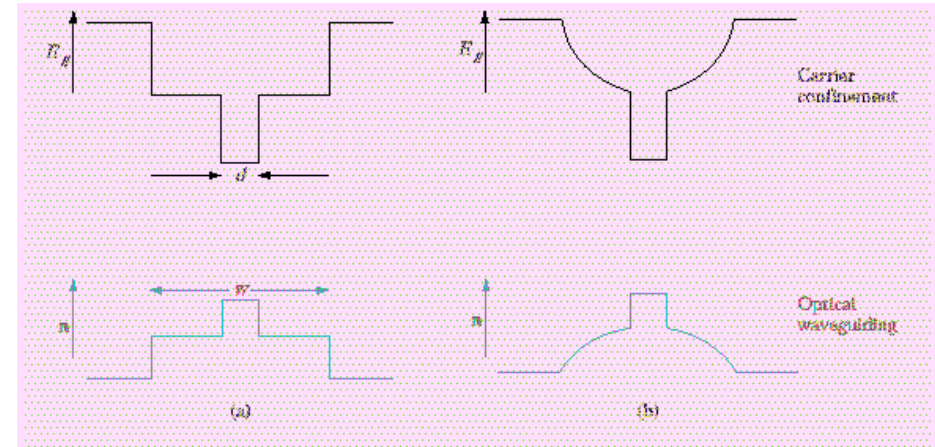 E_g
E_g
Carrier
confinement
d
w
n
n
Optical
waveguiding
(a)
(b)